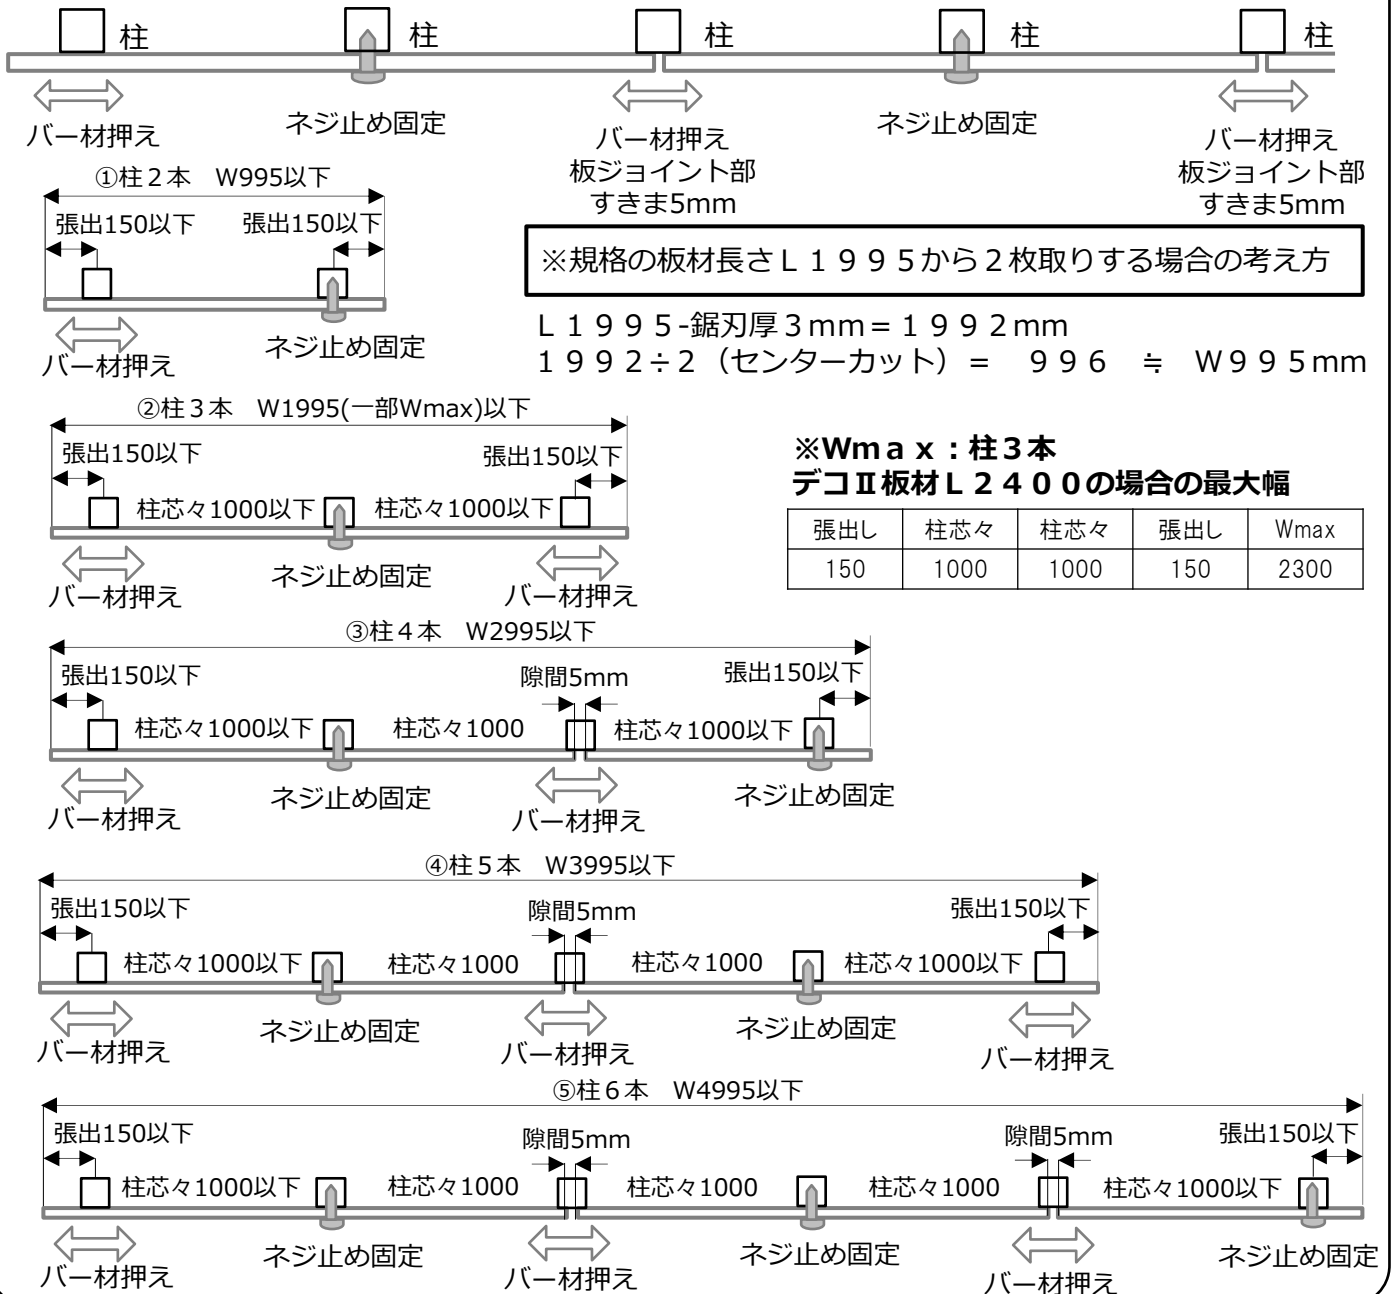 柱 柱 柱 柱 柱
バー材押え ネジ止め固定 バー材押え ネジ止め固定 バー材押え
板ジョイント部 板ジョイント部
すきま5mm すきま5mm
①柱２本 W995以下
張出150以下 張出150以下
バー材押え ネジ止め固定
※規格の板材長さＬ１９９５から２枚取りする場合の考え方
Ｌ１９９５-鋸刃厚３mm＝１９９２mm
１９９２÷２（センターカット）＝ ９９６ ≒ Ｗ９９５mm
②柱３本 W1995(一部Wmax)以下
張出150以下 張出150以下
柱芯々1000以下 柱芯々1000以下
バー材押え ネジ止め固定 バー材押え
※Ｗｍａｘ：柱３本
デコⅡ板材Ｌ２４００の場合の最大幅
張出し 柱芯々 柱芯々 張出し Wmax
150 1000 1000 150 2300
③柱４本 W2995以下
張出150以下 隙間5mm 張出150以下
柱芯々1000以下 柱芯々1000 柱芯々1000以下
バー材押え ネジ止め固定 バー材押え ネジ止め固定
④柱５本 W3995以下
張出150以下 隙間5mm 張出150以下
柱芯々1000以下 柱芯々1000 柱芯々1000 柱芯々1000以下
バー材押え ネジ止め固定 バー材押え ネジ止め固定 バー材押え
⑤柱６本 W4995以下
張出150以下 隙間5mm 隙間5mm 張出150以下
柱芯々1000以下 柱芯々1000 柱芯々1000 柱芯々1000 柱芯々1000以下
バー材押え ネジ止め固定 バー材押え ネジ止め固定 バー材押え ネジ止め固定